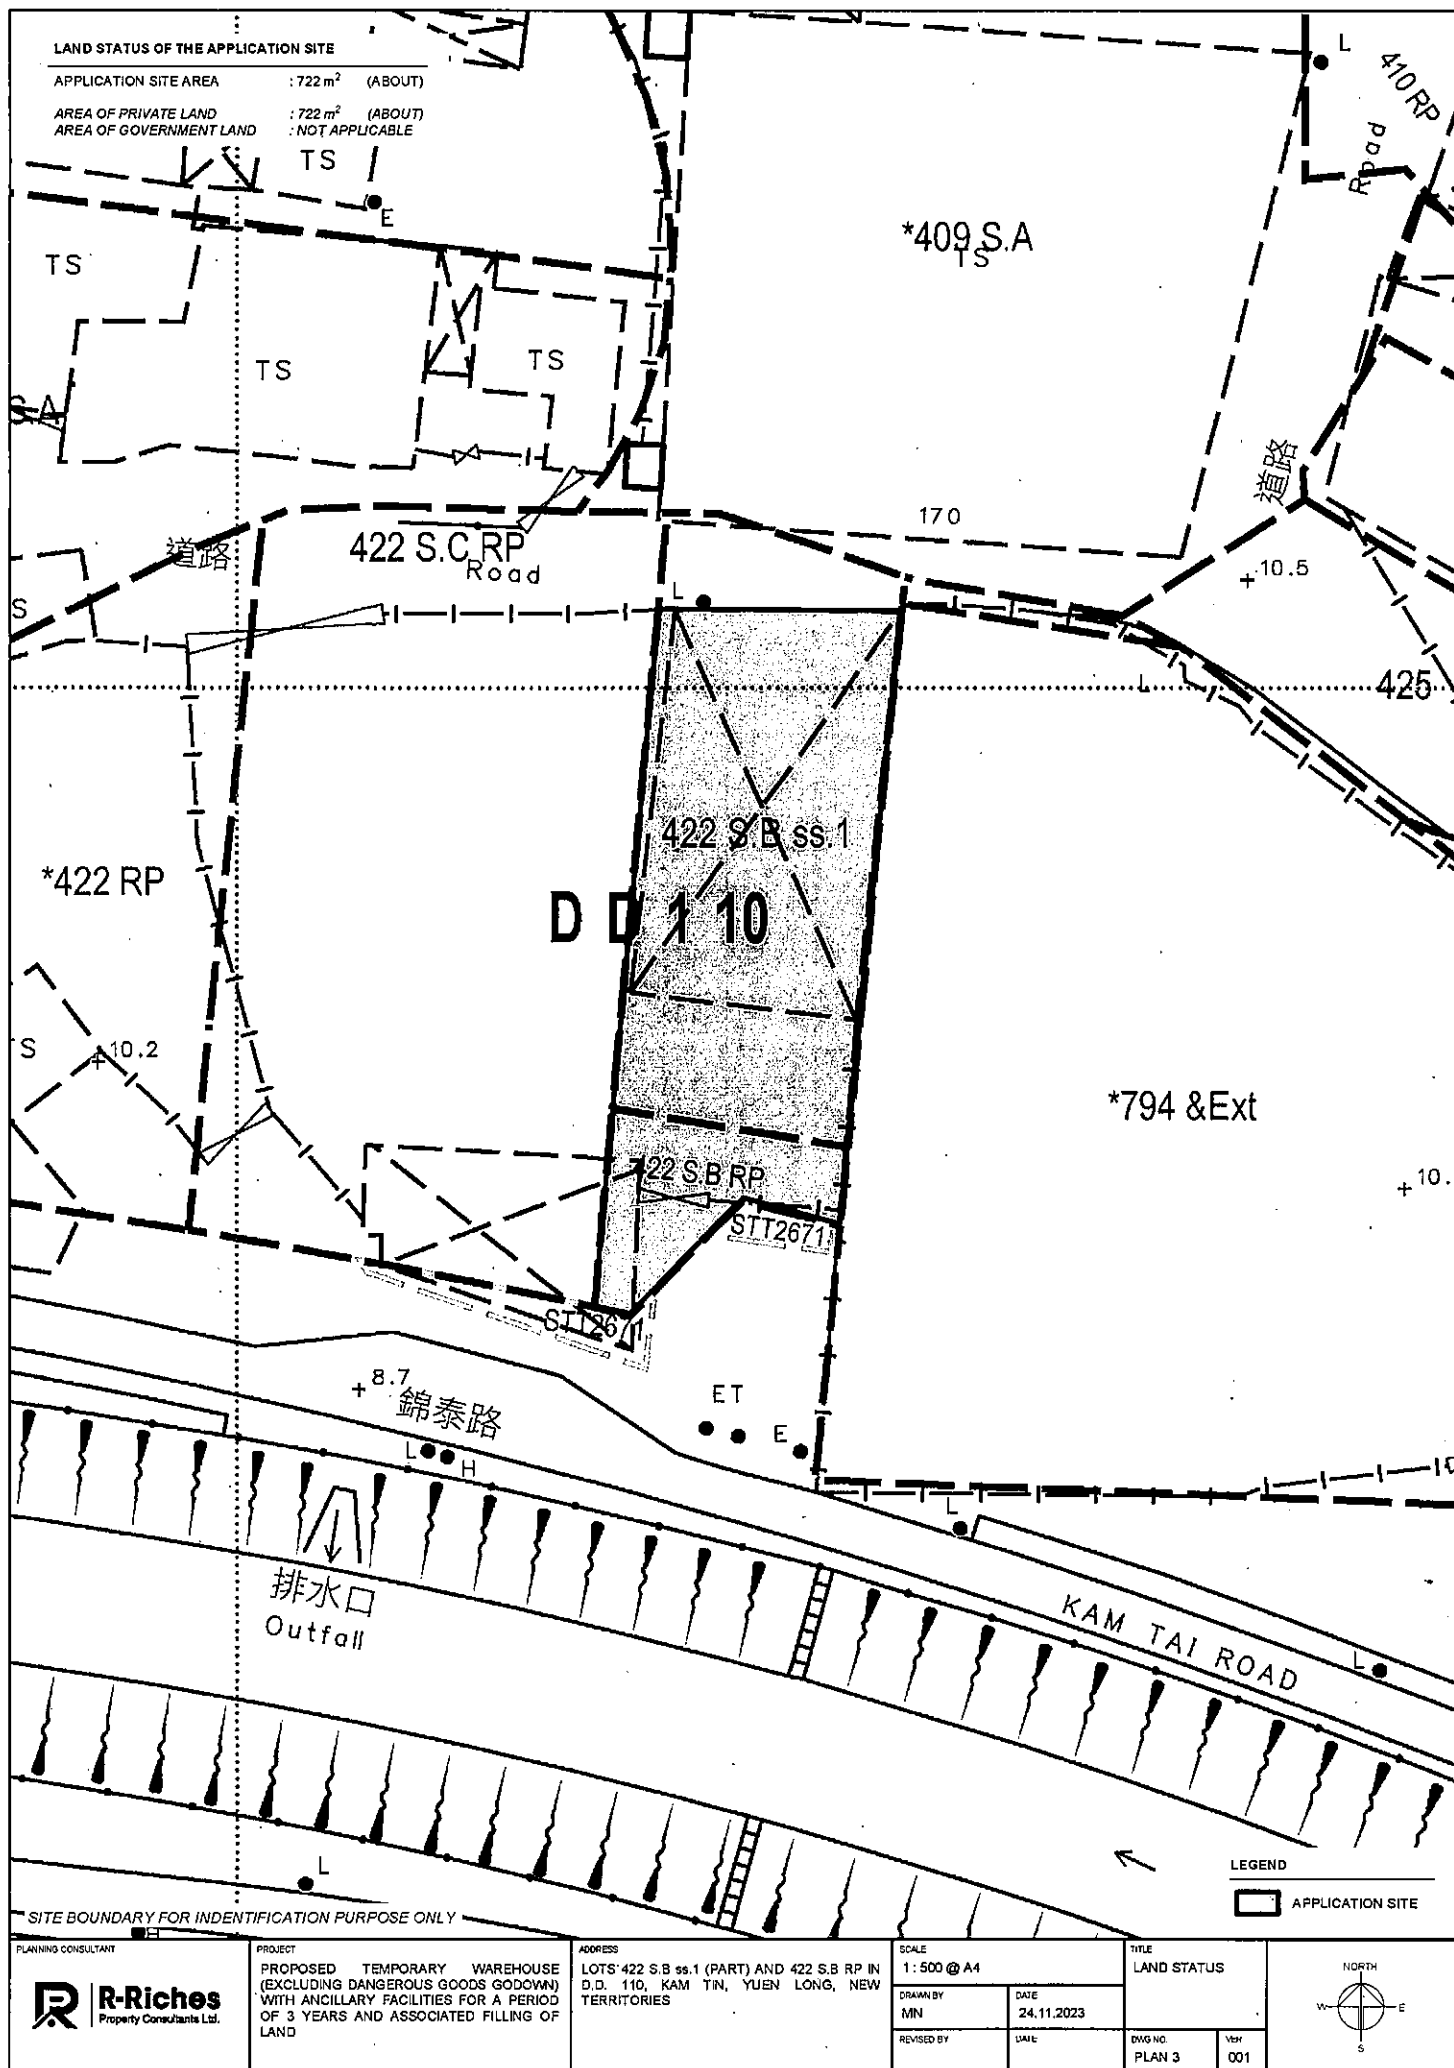 LAND STATUS OF THE APPLICATION SITE
APPLICATION SITE AREA : 722 m² (ABOUT)
AREA OF PRIVATE LAND : 722 m² (ABOUT)
AREA OF GOVERNMENT LAND : NOT APPLICABLE
L
410 RP
Road
TS
E
*409 S.A
TS
TS
TS
TS
S.A
道路
170
422 S.C RP
道路
Road
10.5
S
L
425
L
422 S.B ss.1
*422 RP
D D 1 10
S
10.2
*794 &Ext
422 S.B RP
10.
STT2671
STT2671
8.7
錦泰路
ET
E
L
H
L
排水口
Outfall
KAM TAI ROAD
L
L
LEGEND
APPLICATION SITE
SITE BOUNDARY FOR INDENTIFICATION PURPOSE ONLY
H
PLANNING CONSULTANT
R-Riches
Property Consultants Ltd.
PROJECT
PROPOSED TEMPORARY WAREHOUSE
(EXCLUDING DANGEROUS GOODS GODOWN)
WITH ANCILLARY FACILITIES FOR A PERIOD
OF 3 YEARS AND ASSOCIATED FILLING OF
LAND
ADDRESS
LOTS 422 S.B ss.1 (PART) AND 422 S.B RP IN
D.D. 110, KAM TIN, YUEN LONG, NEW
TERRITORIES
SCALE
1 : 500 @ A4
DRAWN BY
MN
DATE
24.11.2023
REVISED BY
DATE
TITLE
LAND STATUS
DWG NO.
PLAN 3
VER
001
NORTH
W
E
S